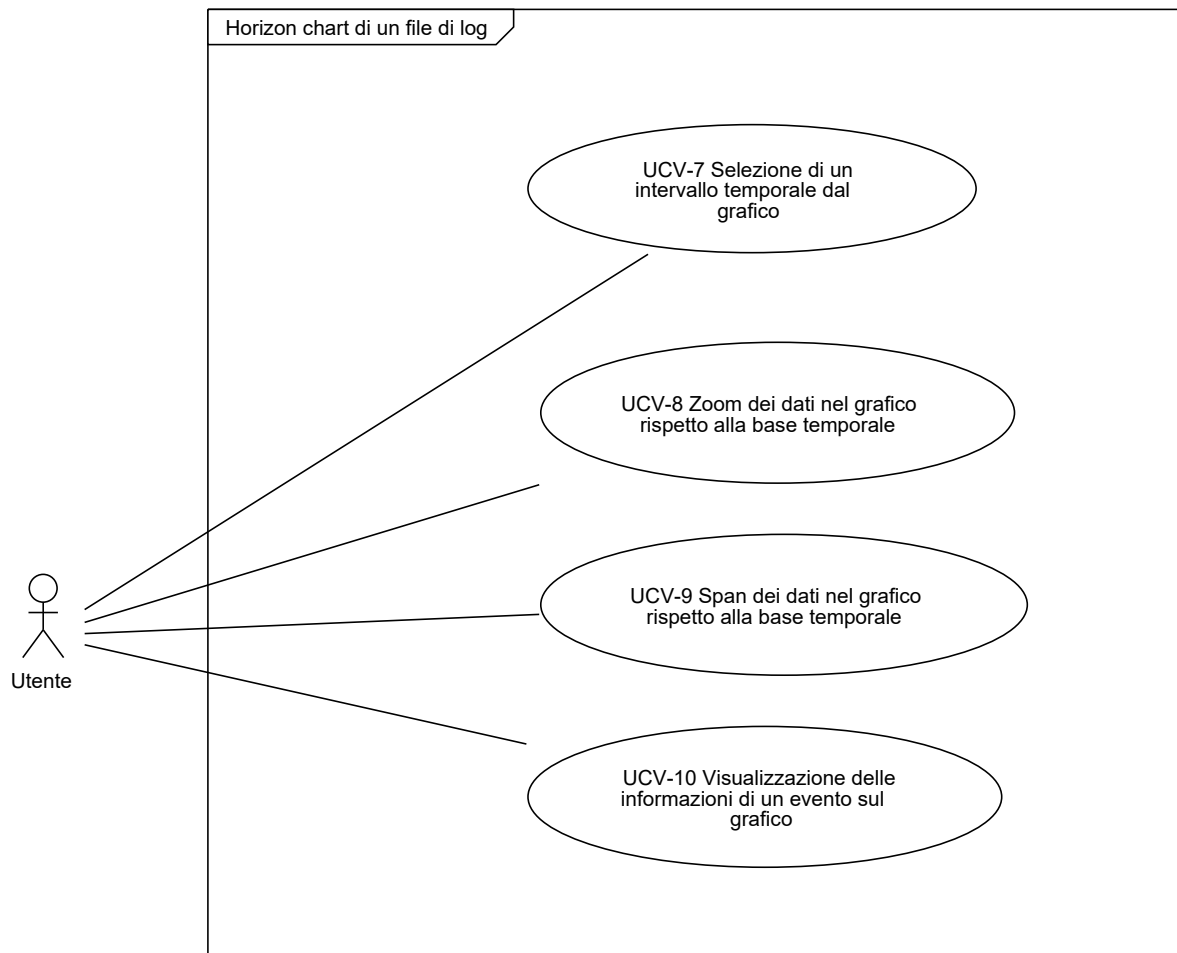 Horizon chart di un file di log
UCV-7 Selezione di un
intervallo temporale dal
grafico
UCV-8 Zoom dei dati nel grafico
rispetto alla base temporale
UCV-9 Span dei dati nel grafico
rispetto alla base temporale
Utente
UCV-10 Visualizzazione delle
informazioni di un evento sul
grafico